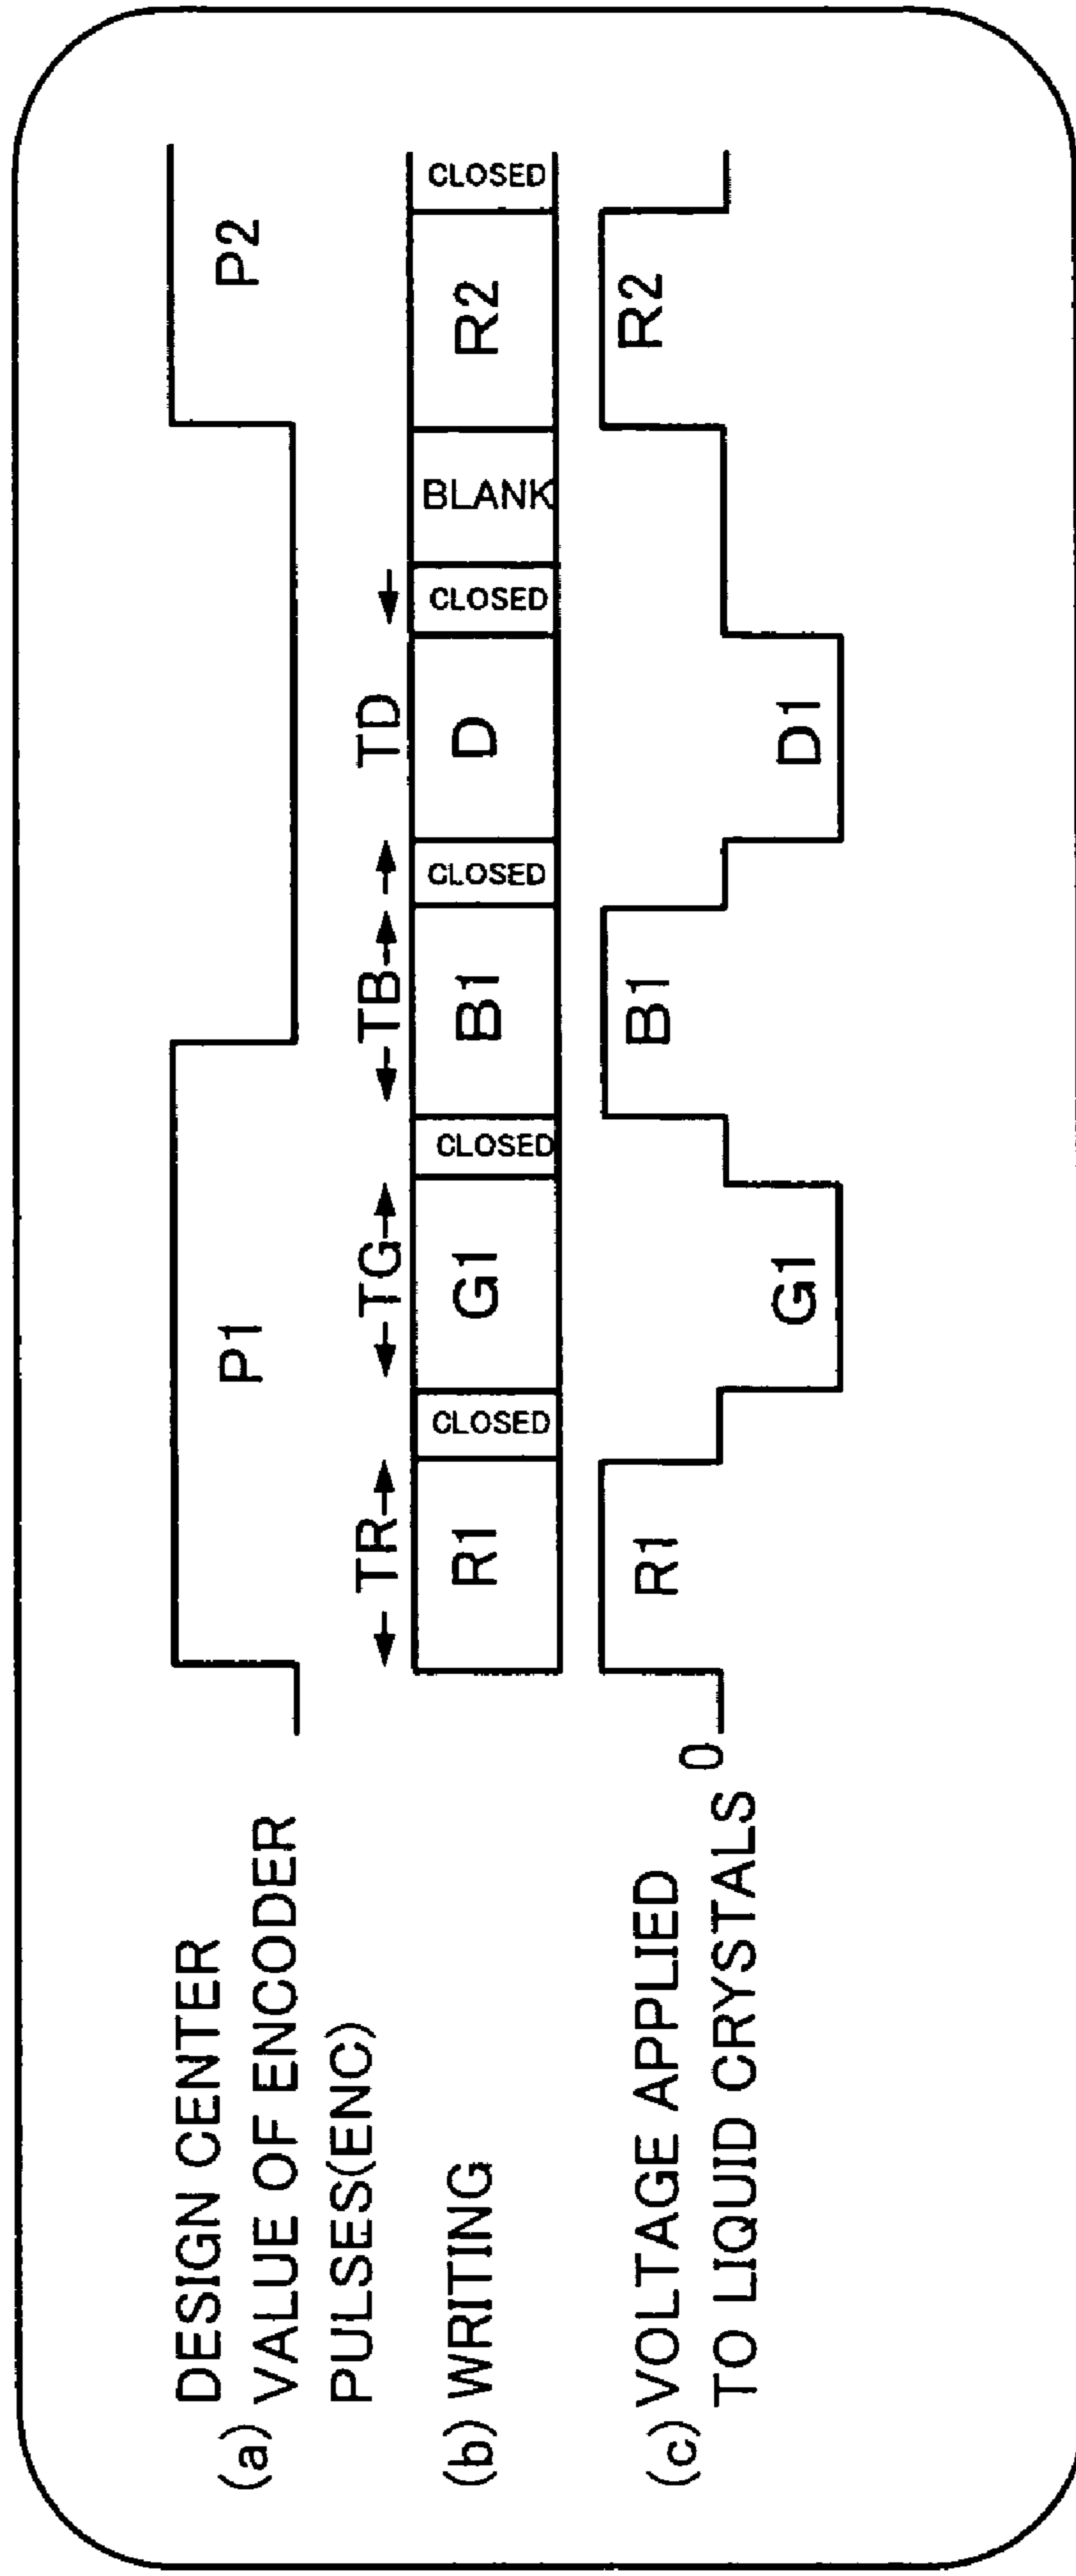 DESIGN CENTER
(a) VALUE OF ENCODER
PULSES(ENC)
P1
P2
TR
TG
TB
TD
(b) WRITING
R1
CLOSED
G1
CLOSED
B1
CLOSED
D
CLOSED
BLANK
R2
CLOSED
(c) VOLTAGE APPLIED
TO LIQUID CRYSTALS
0
R1
G1
B1
D1
R2